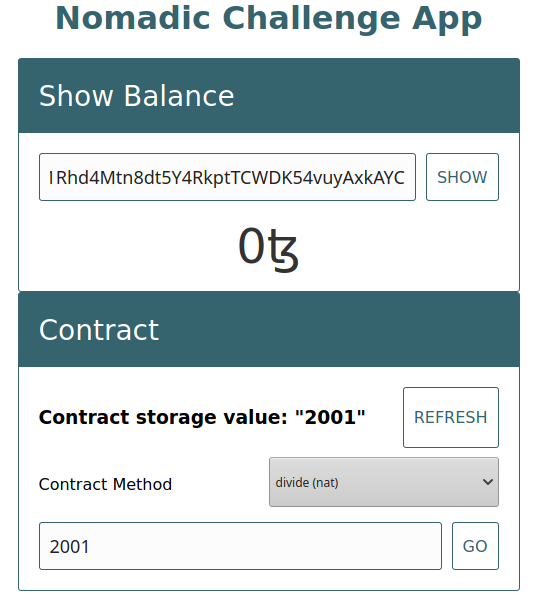 Nomadic Challenge App
Show Balance
1Rhd4Mtn8dt5Y4RkptTCWDK54vuyAxkAYC SHOW
0ꜩ
Contract
Contract storage value: "2001" REFRESH
Contract Method divide (nat)
2001 GO